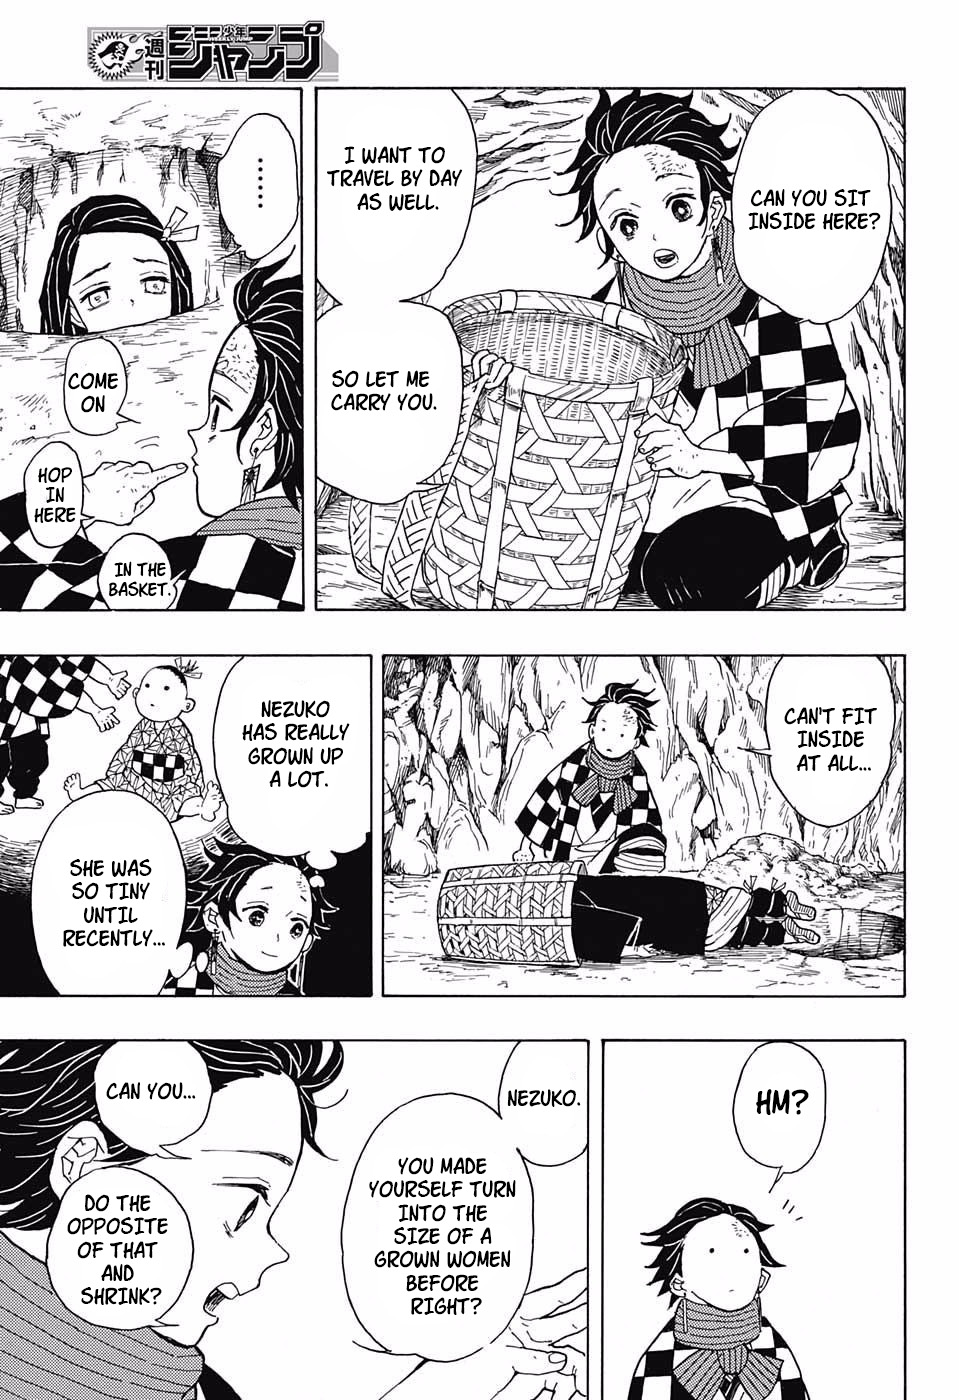 週刊
少年
WEEKLY JUMP
ジャンプ
CAN YOU SIT
INSIDE HERE?
I WANT TO
TRAVEL BY DAY
AS WELL.
SO LET ME
CARRY YOU.
......
COME
ON
HOP
IN
HERE
IN THE
BASKET.
CAN'T FIT
INSIDE
AT ALL...
NEZUKO
HAS REALLY
GROWN UP
A LOT.
SHE WAS
SO TINY
UNTIL
RECENTLY...
HM?
NEZUKO.
YOU MADE
YOURSELF TURN
INTO THE
SIZE OF A
GROWN WOMEN
BEFORE
RIGHT?
CAN YOU...
DO THE
OPPOSITE
OF THAT
AND
SHRINK?